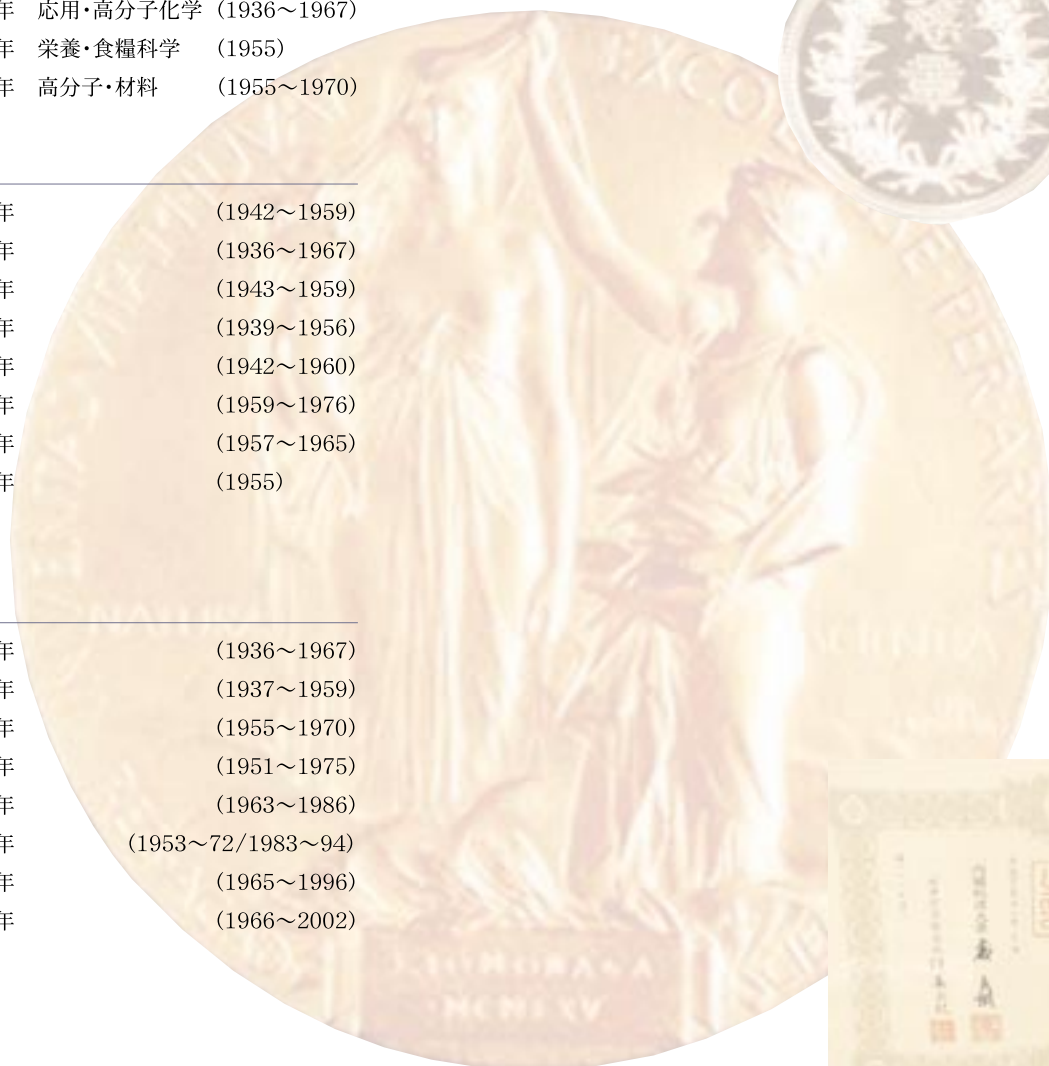 年 応用・高分子化学 (1936～1967)
年 栄養・食糧科学 (1955)
年 高分子・材料 (1955～1970)
年 (1942～1959)
年 (1936～1967)
年 (1943～1959)
年 (1939～1956)
年 (1942～1960)
年 (1959～1976)
年 (1957～1965)
年 (1955)
年 (1936～1967)
年 (1937～1959)
年 (1955～1970)
年 (1951～1975)
年 (1963～1986)
年 (1953～72/1983～94)
年 (1965～1996)
年 (1966～2002)